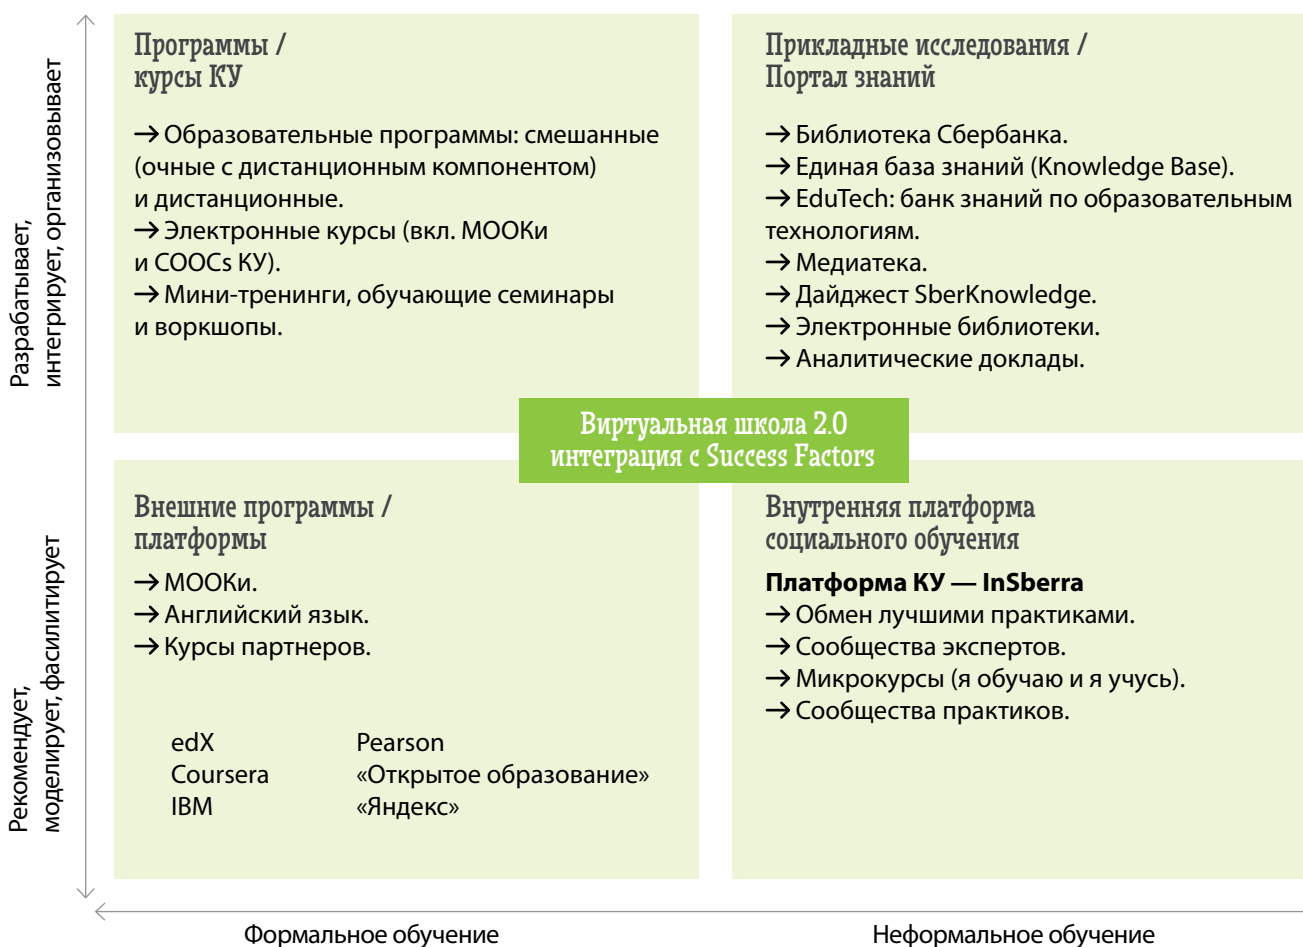 Разрабатывает,
интегрирует, организовывает
Программы /
курсы КУ
→ Образовательные программы: смешанные
(очные с дистанционным компонентом)
и дистанционные.
→ Электронные курсы (вкл. МООКи
и COOCs КУ).
→ Мини-тренинги, обучающие семинары
и воркшопы.
Прикладные исследования /
Портал знаний
→ Библиотека Сбербанка.
→ Единая база знаний (Knowledge Base).
→ EduTech: банк знаний по образовательным
технологиям.
→ Медиатека.
→ Дайджест SberKnowledge.
→ Электронные библиотеки.
→ Аналитические доклады.
Виртуальная школа 2.0
интеграция с Success Factors
Рекомендует,
моделирует, фасилитирует
Внешние программы /
платформы
→ МООКи.
→ Английский язык.
→ Курсы партнеров.
edX Pearson
Coursera «Открытое образование»
IBM «Яндекс»
Внутренняя платформа
социального обучения
Платформа КУ — InSberra
→ Обмен лучшими практиками.
→ Сообщества экспертов.
→ Микрокурсы (я обучаю и я учусь).
→ Сообщества практиков.
Формальное обучение Неформальное обучение